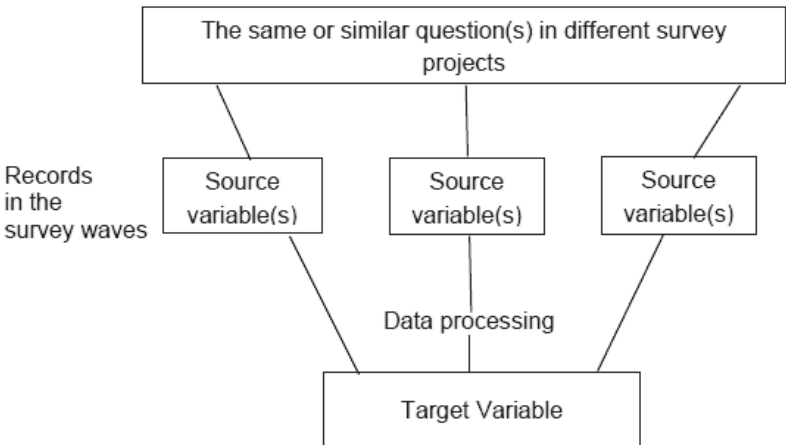 The same or similar question(s) in different survey
projects
Records
in the
survey waves
Source
variable(s)
Source
variable(s)
Source
variable(s)
Data processing
Target Variable